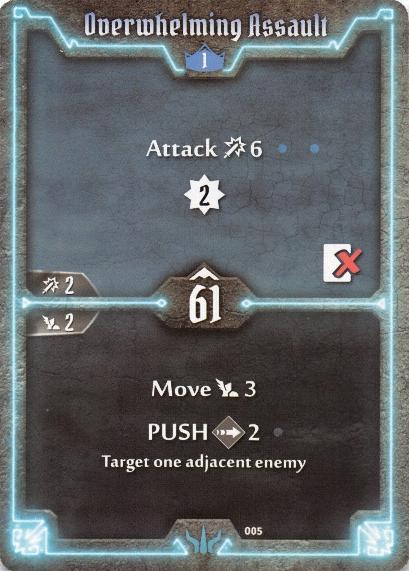 Overwhelming Assault
1
Attack 6
2
2
61
2
Move 3
PUSH 2
Target one adjacent enemy
005